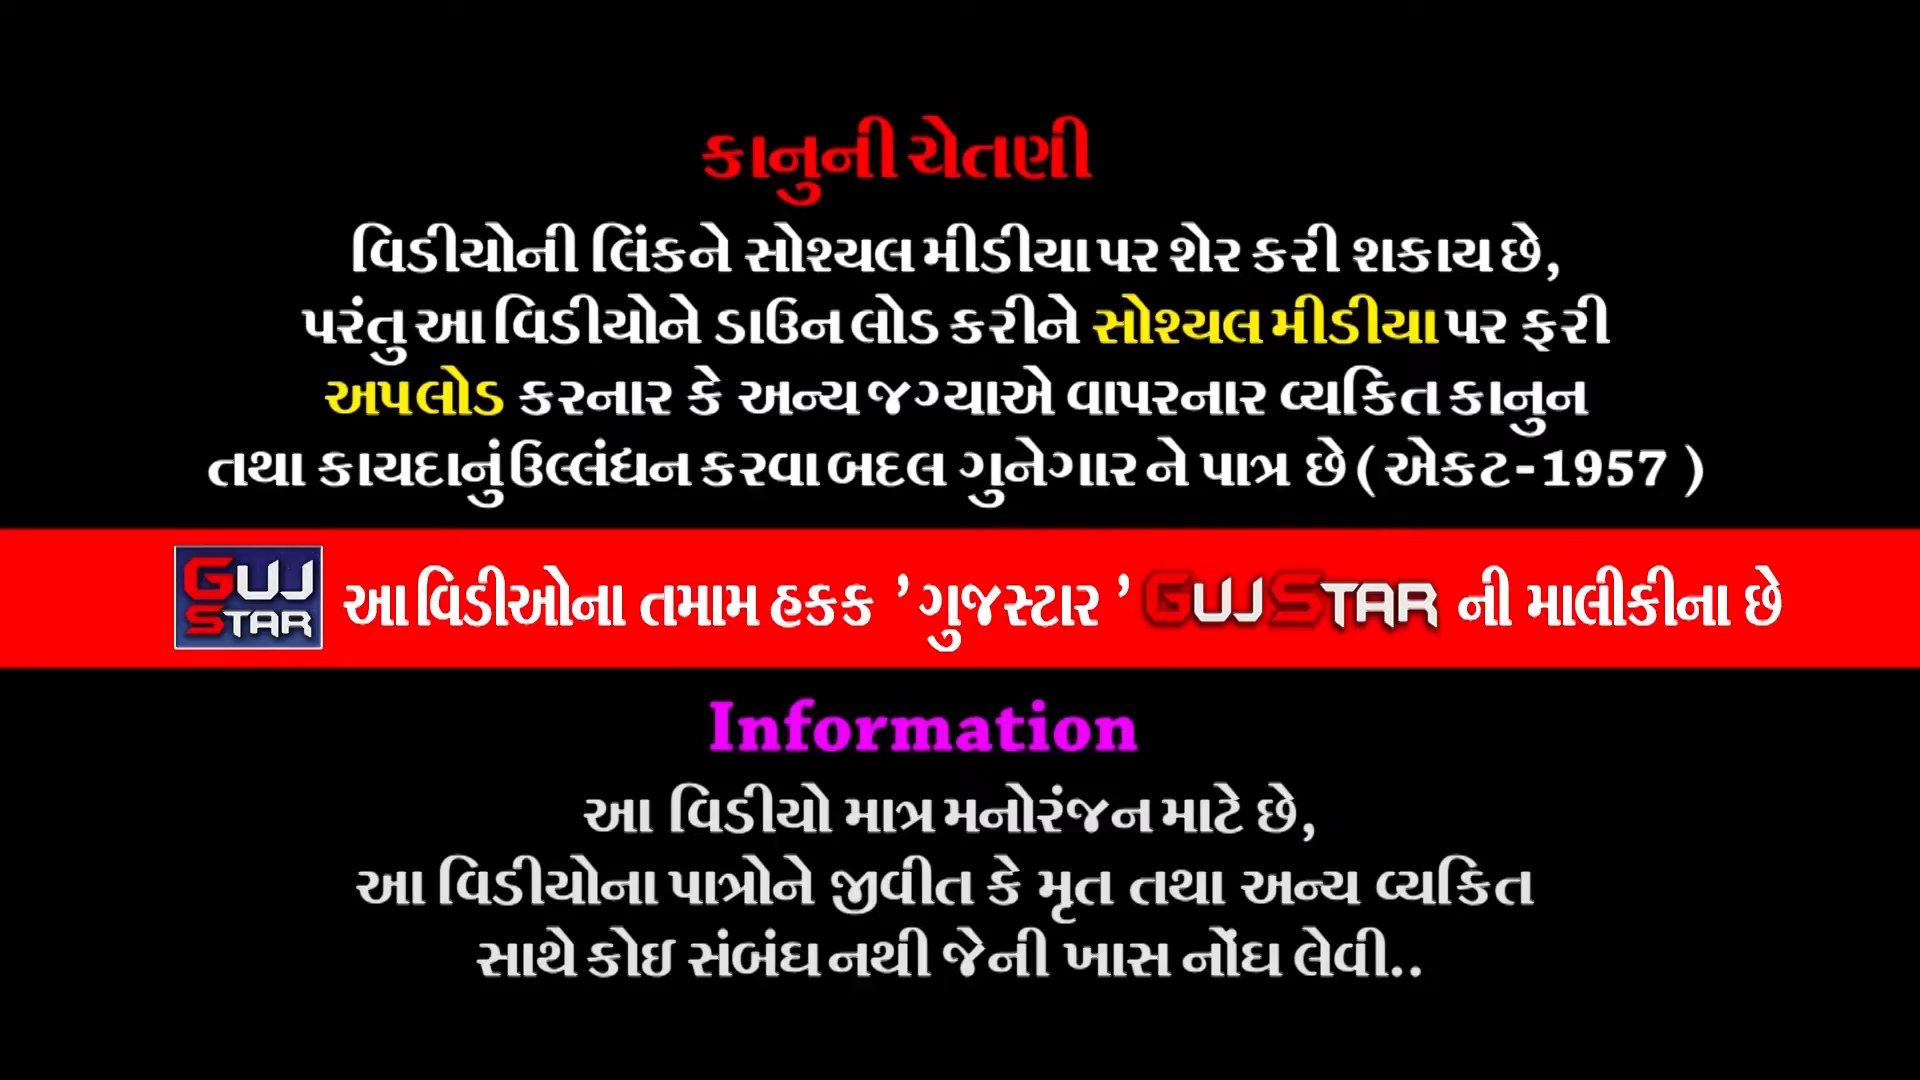 કાનુની ચેતણી
વિડીયોની લિંકને સોશ્યલ મીડીયા પર શેર કરી શકાય છે,
પરંતુ આ વિડીયોને ડાઉન લોડ કરીને સોશ્યલ મીડીયા પર ફરી
અપલોડ કરનાર કે અન્ય જગ્યાએ વાપરનાર વ્યકિત કાનુન
તથા કાયદાનું ઉલ્લંઘન કરવા બદલ ગુનેગાર ને પાત્ર છે ( એકટ-1957 )
GUJ STAR આ વિડીઓના તમામ હકક ’ ગુજસ્ટાર ’ GUJSTAR ની માલીકીના છે
Information
આ વિડીયો માત્ર મનોરંજન માટે છે,
આ વિડીયોના પાત્રોને જીવીત કે મૃત તથા અન્ય વ્યકિત
સાથે કોઇ સંબંઘ નથી જેની ખાસ નોંઘ લેવી..